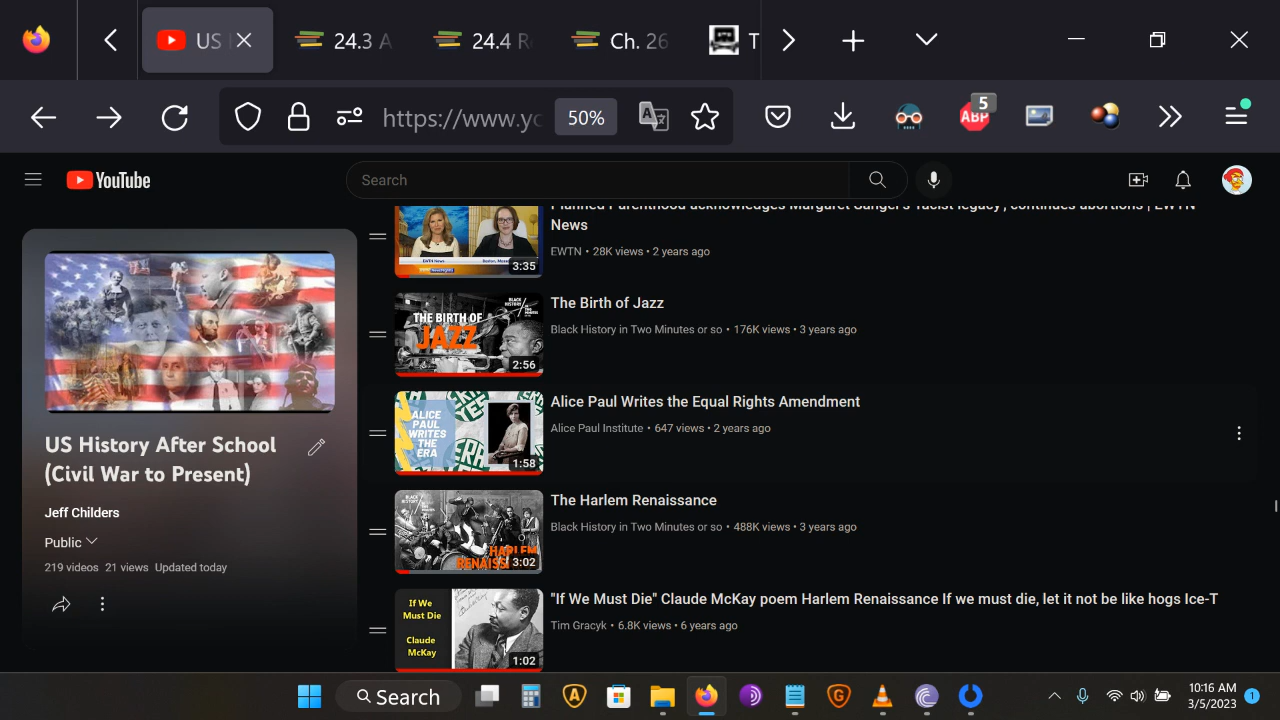 US
24.3 A
24.4 R
Ch. 26
T
https://www.yo
50%
5
ABP
YouTube
Search
Planned Parenthood acknowledges Margaret Sanger's 'racist legacy', continues abortions | EWTN
News
EWTN • 28K views • 2 years ago
EWTN News
3:35
The Birth of Jazz
Black History in Two Minutes or so • 176K views • 3 years ago
BLACK HISTORY
THE BIRTH OF
JAZZ
2:56
Alice Paul Writes the Equal Rights Amendment
Alice Paul Institute • 647 views • 2 years ago
ALICE
PAUL
WRITES
THE
ERA
1:58
US History After School
(Civil War to Present)
Jeff Childers
Public
219 videos 21 views Updated today
The Harlem Renaissance
Black History in Two Minutes or so • 488K views • 3 years ago
HARLEM
RENAISS
3:02
"If We Must Die" Claude McKay poem Harlem Renaissance If we must die, let it not be like hogs Ice-T
Tim Gracyk • 6.8K views • 6 years ago
If We
Must Die
Claude
McKay
1:02
Search
10:16 AM
3/5/2023
1